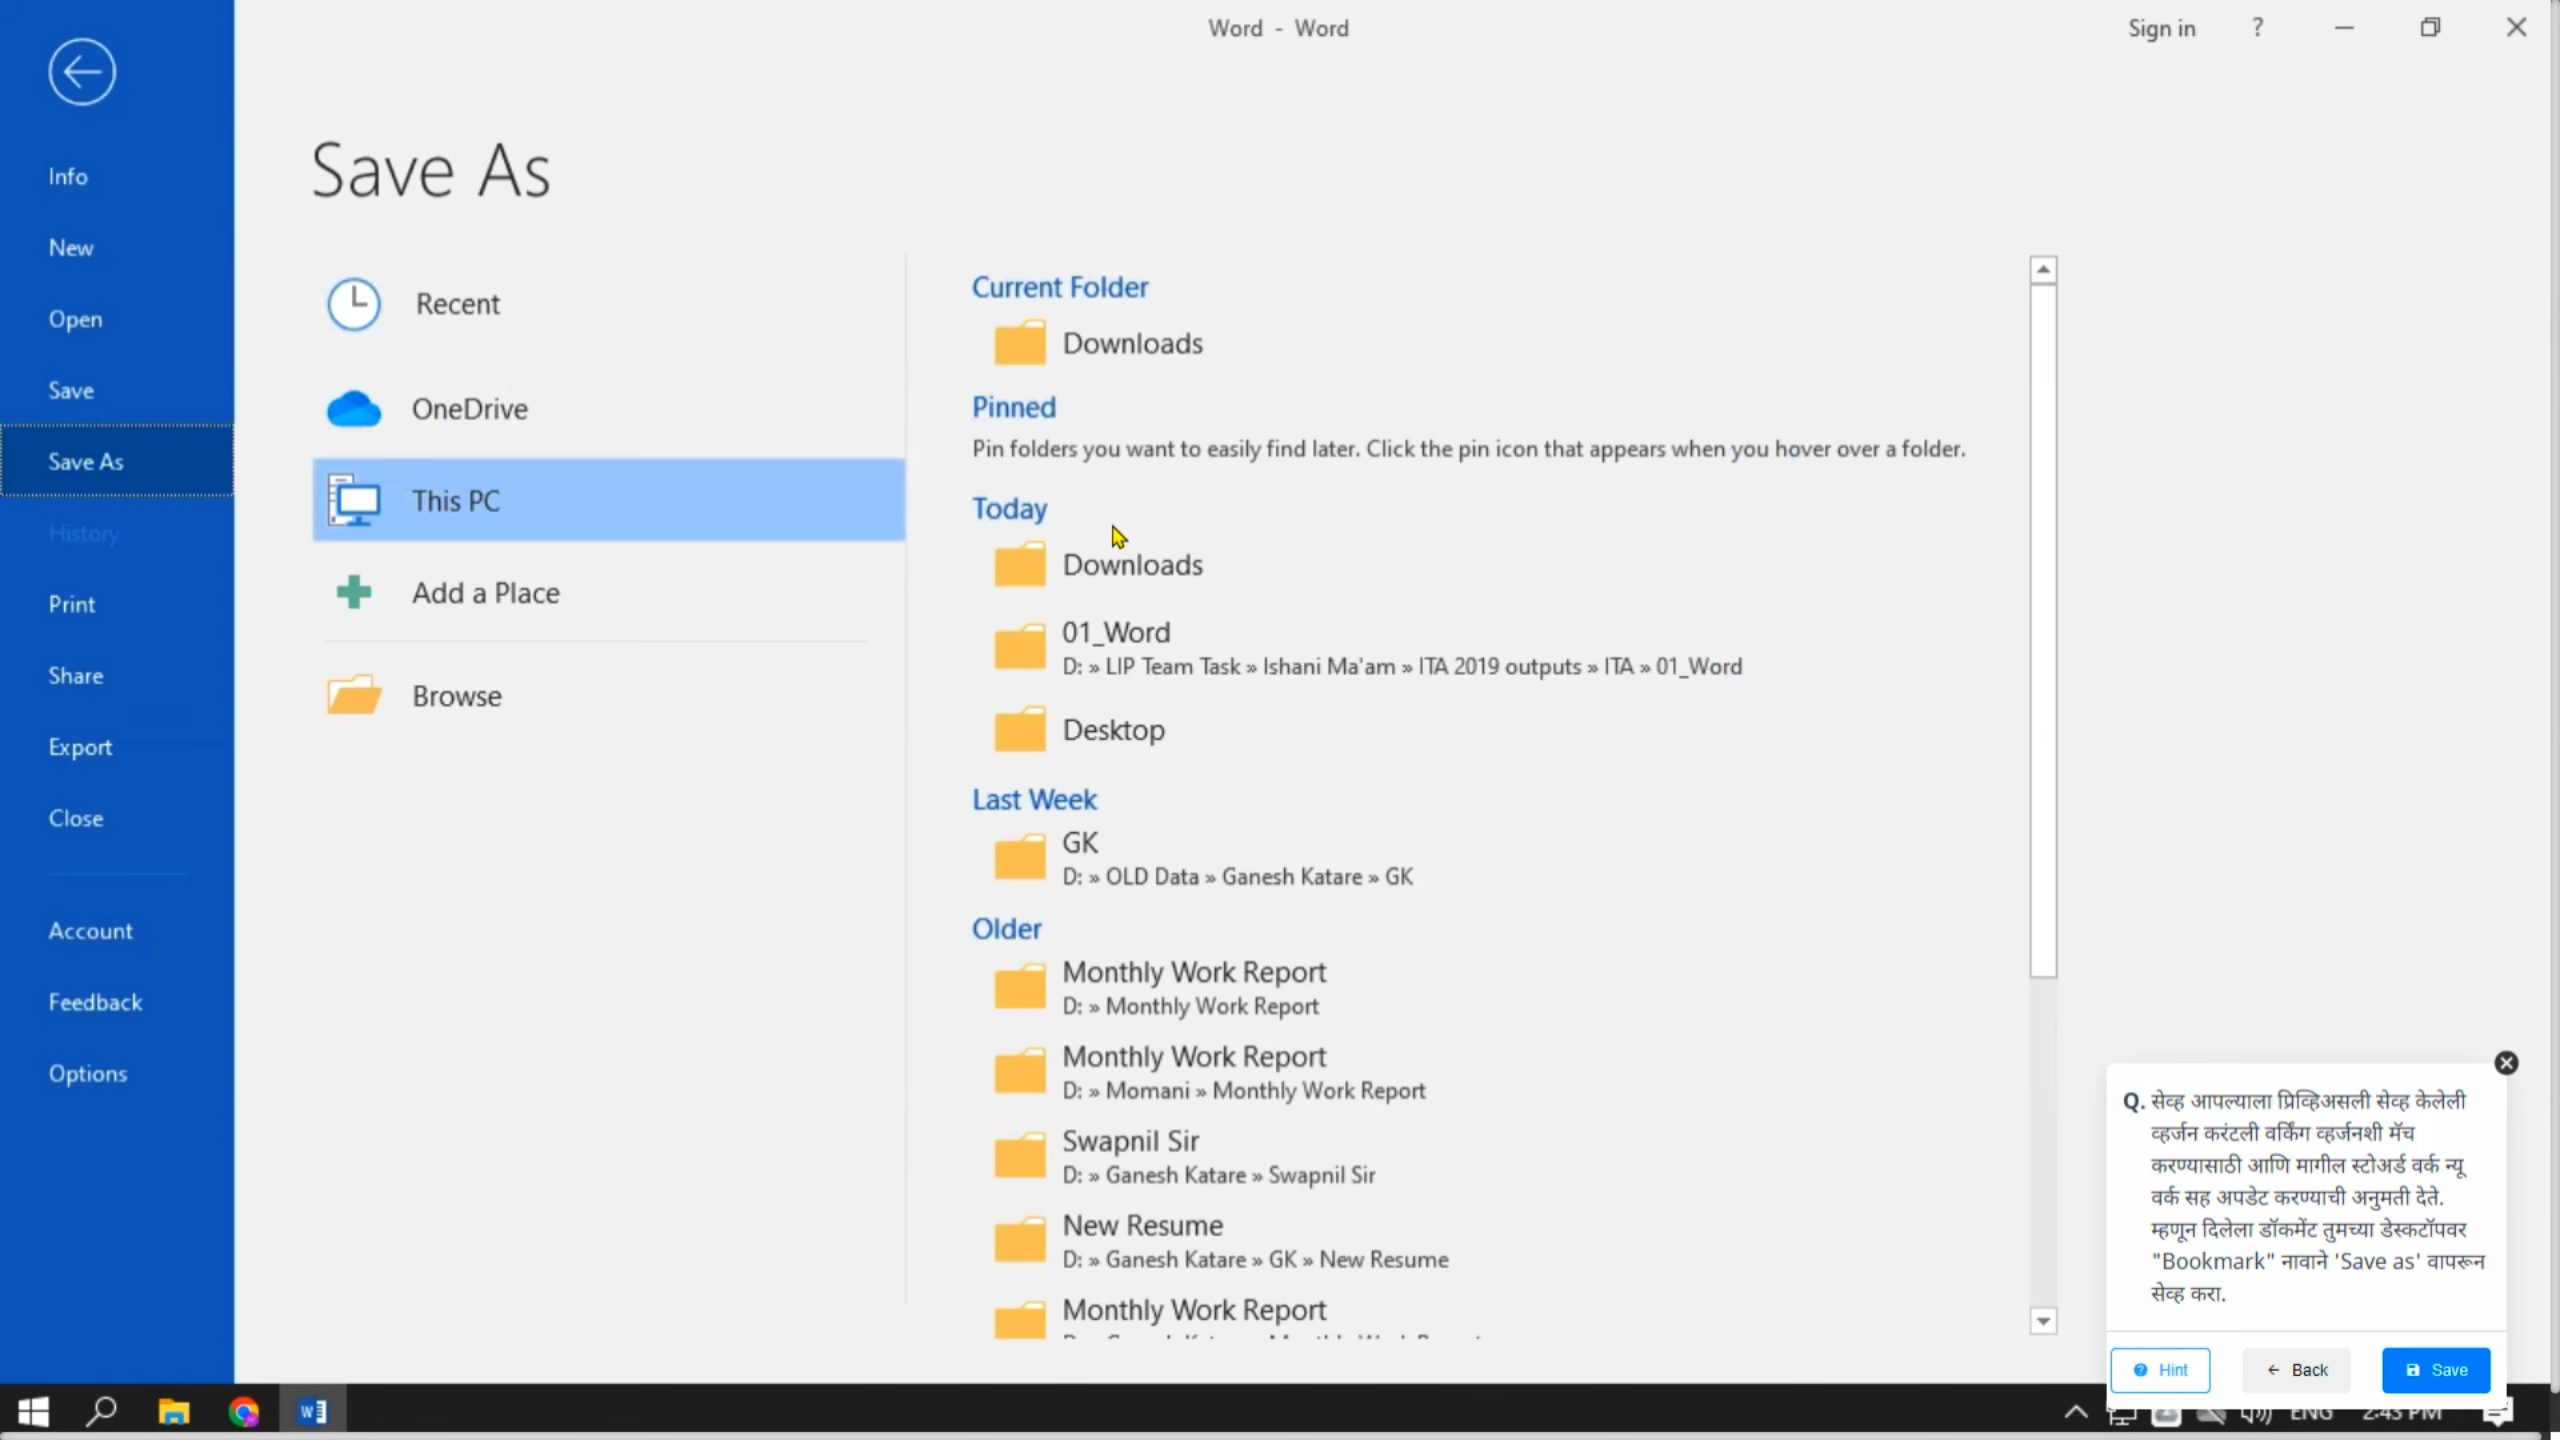 Word - Word
Sign in
?
Info
New
Open
Save
Save As
History
Print
Share
Export
Close
Account
Feedback
Options
Save As
Recent
OneDrive
This PC
Add a Place
Browse
Current Folder
Downloads
Pinned
Pin folders you want to easily find later. Click the pin icon that appears when you hover over a folder.
Today
Downloads
01_Word
D: » LIP Team Task » Ishani Ma'am » ITA 2019 outputs » ITA » 01_Word
Desktop
Last Week
GK
D: » OLD Data » Ganesh Katare » GK
Older
Monthly Work Report
D: » Monthly Work Report
Monthly Work Report
D: » Momani » Monthly Work Report
Swapnil Sir
D: » Ganesh Katare » Swapnil Sir
New Resume
D: » Ganesh Katare » GK » New Resume
Monthly Work Report
Q. सेव्ह आपल्याला प्रिव्हिअसली सेव्ह केलेली
व्हर्जन करंटली वर्किंग व्हर्जनशी मॅच
करण्यासाठी आणि मागील स्टोअर्ड वर्क न्यू
वर्क सह अपडेट करण्याची अनुमती देते.
म्हणून दिलेला डॉकमेंट तुमच्या डेस्कटॉपवर
"Bookmark" नावाने 'Save as' वापरून
सेव्ह करा.
Hint
Back
Save
ENG
2:43 PM